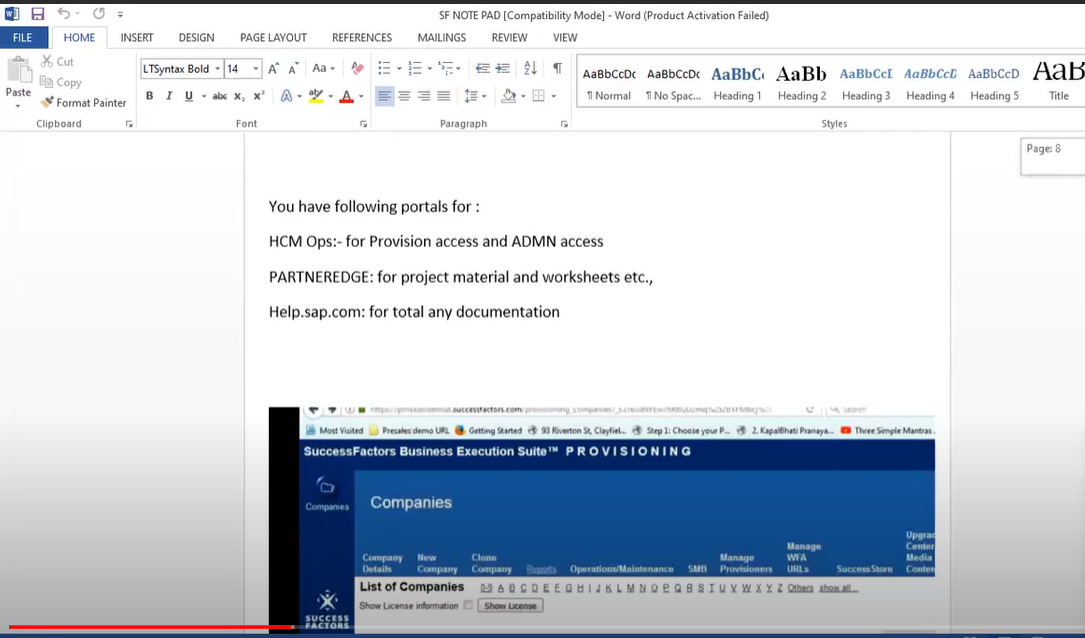 SF NOTE PAD [Compatibility Mode] - Word (Product Activation Failed)
FILE HOME INSERT DESIGN PAGE LAYOUT REFERENCES MAILINGS REVIEW VIEW
Paste
Cut
Copy
Format Painter
Clipboard
LTSyntax Bold 14
Font
Paragraph
AaBbCcDc AaBbCcDc AaBbC AaBb AaBbCcI AaBbCcD AaBbCcD AaB
¶ Normal ¶ No Spac... Heading 1 Heading 2 Heading 3 Heading 4 Heading 5 Title
Styles
Page: 8
You have following portals for :
HCM Ops:- for Provision access and ADMN access
PARTNEREDGE: for project material and worksheets etc.,
Help.sap.com: for total any documentation
Search
Most Visited Presales demo URL Getting Started 93 Riverton St, Clayfiel... Step 1: Choose your P... 2. KapalBhati Pranaya... Three Simple Mantras
SuccessFactors Business Execution Suite™ PROVISIONING
Companies
Companies
Company Details
New Company
Clone Company
Reports
Operations/Maintenance
SMB
Manage Provisioners
Manage WFA URLs
SuccessStore
Center Media
List of Companies 0-9 A B C D E F G H I J K L M N O P Q R S T U V W X Y Z Others show all...
Show License information Show License
SUCCESS FACTORS